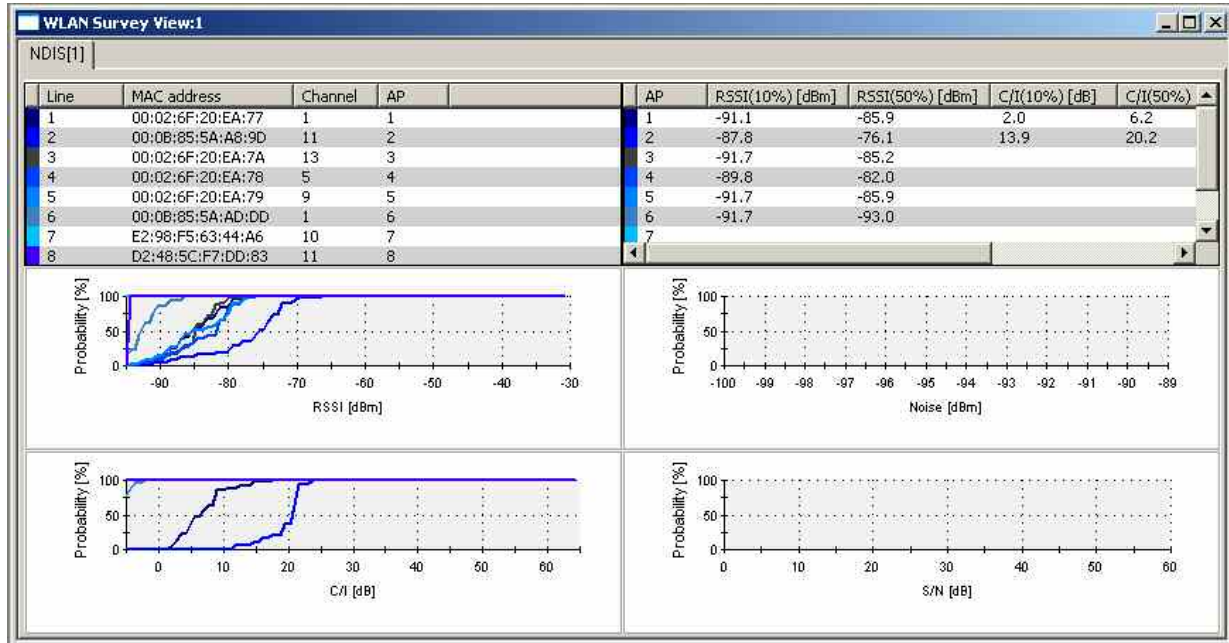 WLAN Survey View:1
NDIS[1]
Line MAC address Channel AP
1 00:02:6F:20:EA:77 1 1
2 00:0B:85:5A:A8:9D 11 2
3 00:02:6F:20:EA:7A 13 3
4 00:02:6F:20:EA:78 5 4
5 00:02:6F:20:EA:79 9 5
6 00:0B:85:5A:AD:DD 1 6
7 E2:98:F5:63:44:A6 10 7
8 D2:48:5C:F7:DD:83 11 8
AP RSSI(10%) [dBm] RSSI(50%) [dBm] C/I(10%) [dB] C/I(50%)
1 -91.1 -85.9 2.0 6.2
2 -87.8 -76.1 13.9 20.2
3 -91.7 -85.2
4 -89.8 -82.0
5 -91.7 -85.9
6 -91.7 -93.0
7
Probability [%]
100
50
0
-90 -80 -70 -60 -50 -40 -30
RSSI [dBm]
Probability [%]
100
50
0
-100 -99 -98 -97 -96 -95 -94 -93 -92 -91 -90 -89
Noise [dBm]
Probability [%]
100
50
0
0 10 20 30 40 50 60
C/I [dB]
Probability [%]
100
50
0
0 10 20 30 40 50 60
S/N [dB]